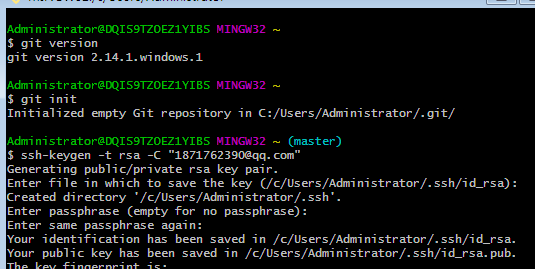 Administrator@DQIS9TZOEZ1YIBS MINGW32 ~
$ git version
git version 2.14.1.windows.1
Administrator@DQIS9TZOEZ1YIBS MINGW32 ~
$ git init
Initialized empty Git repository in C:/Users/Administrator/.git/
Administrator@DQIS9TZOEZ1YIBS MINGW32 ~ (master)
$ ssh-keygen -t rsa -C "187176239@qq.com"
Generating public/private rsa key pair.
Enter file in which to save the key (/c/Users/Administrator/.ssh/id_rsa):
Created directory '/c/Users/Administrator/.ssh'.
Enter passphrase (empty for no passphrase):
Enter same passphrase again:
Your identification has been saved in /c/Users/Administrator/.ssh/id_rsa.
Your public key has been saved in /c/Users/Administrator/.ssh/id_rsa.pub.
The key fingerprint is: